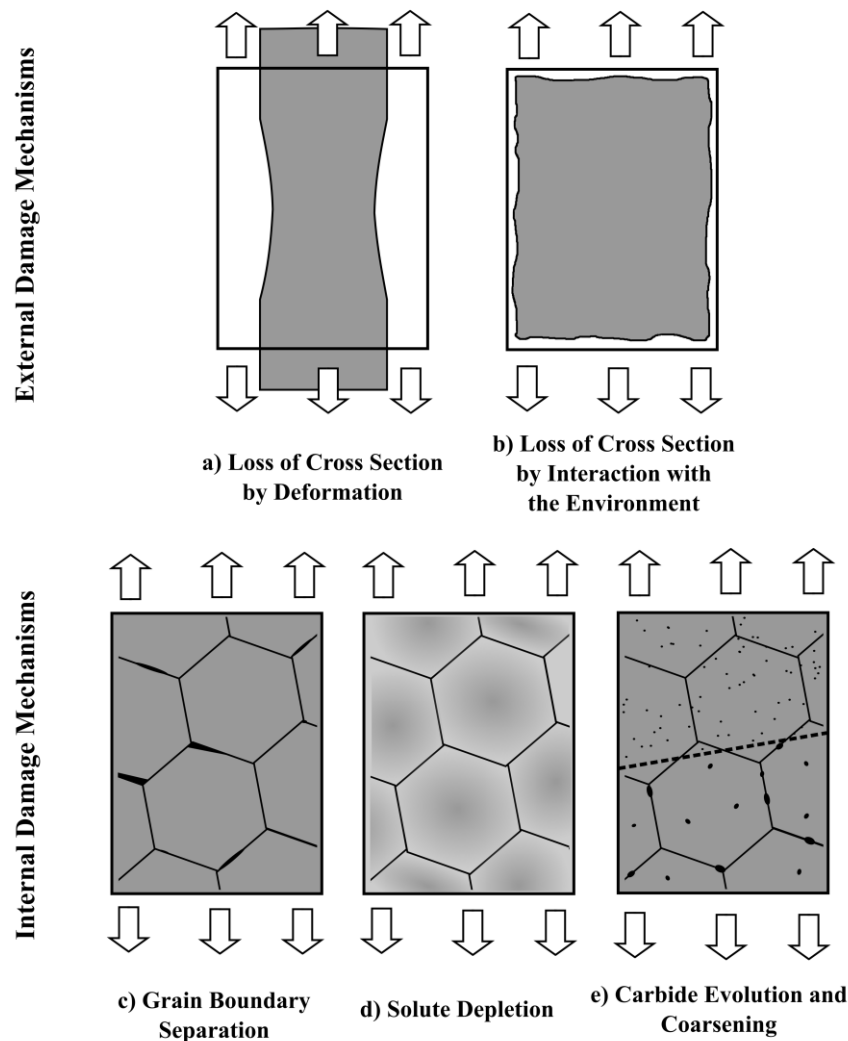 External Damage Mechanisms
a) Loss of Cross Section
by Deformation
b) Loss of Cross Section
by Interaction with
the Environment
Internal Damage Mechanisms
c) Grain Boundary
Separation
d) Solute Depletion
e) Carbide Evolution and
Coarsening